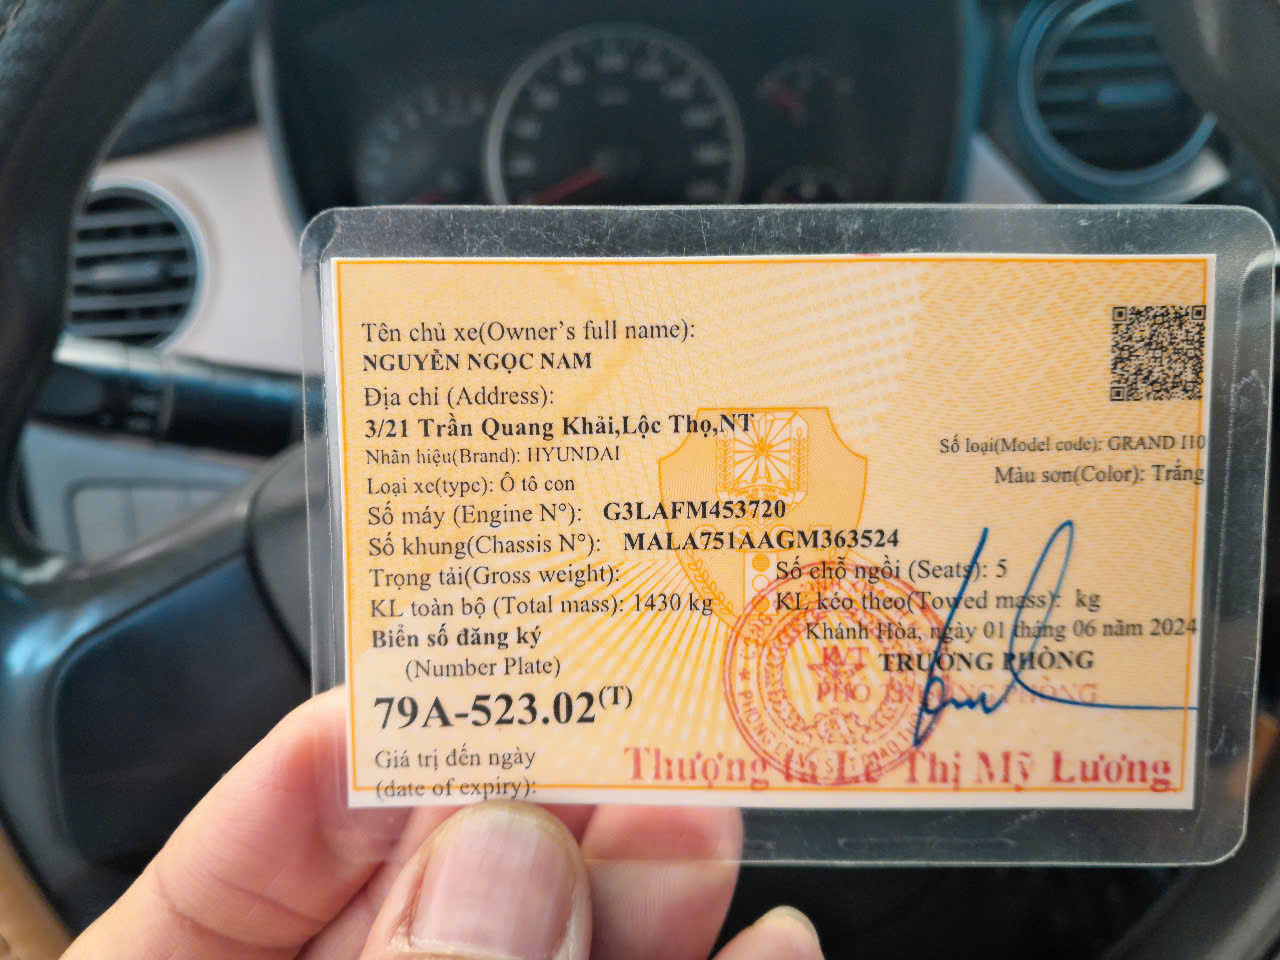 Tên chủ xe(Owner's full name):
NGUYỄN NGỌC NAM
Địa chỉ (Address):
3/21 Trần Quang Khải,Lộc Thọ,NT
Nhãn hiệu(Brand): HYUNDAI
Số loại(Model code): GRAND I10
Loại xe(type): Ô tô con
Màu sơn(Color): Trắng
Số máy (Engine N°): G3LAFM453720
Số khung(Chassis N°): MALA751AAGM363524
Trọng tải(Gross weight):
Số chỗ ngồi (Seats): 5
KL toàn bộ (Total mass): 1430 kg
KL kéo theo(Towed mass): kg
Biển số đăng ký
Khánh Hòa, ngày 01 tháng 06 năm 2024
(Number Plate)
KT TRƯỞNG PHÒNG
PHÓ TRƯỞNG PHÒNG
79A-523.02(T)
Giá trị đến ngày
(date of expiry):
Thượng tá Lê Thị Mỹ Lương